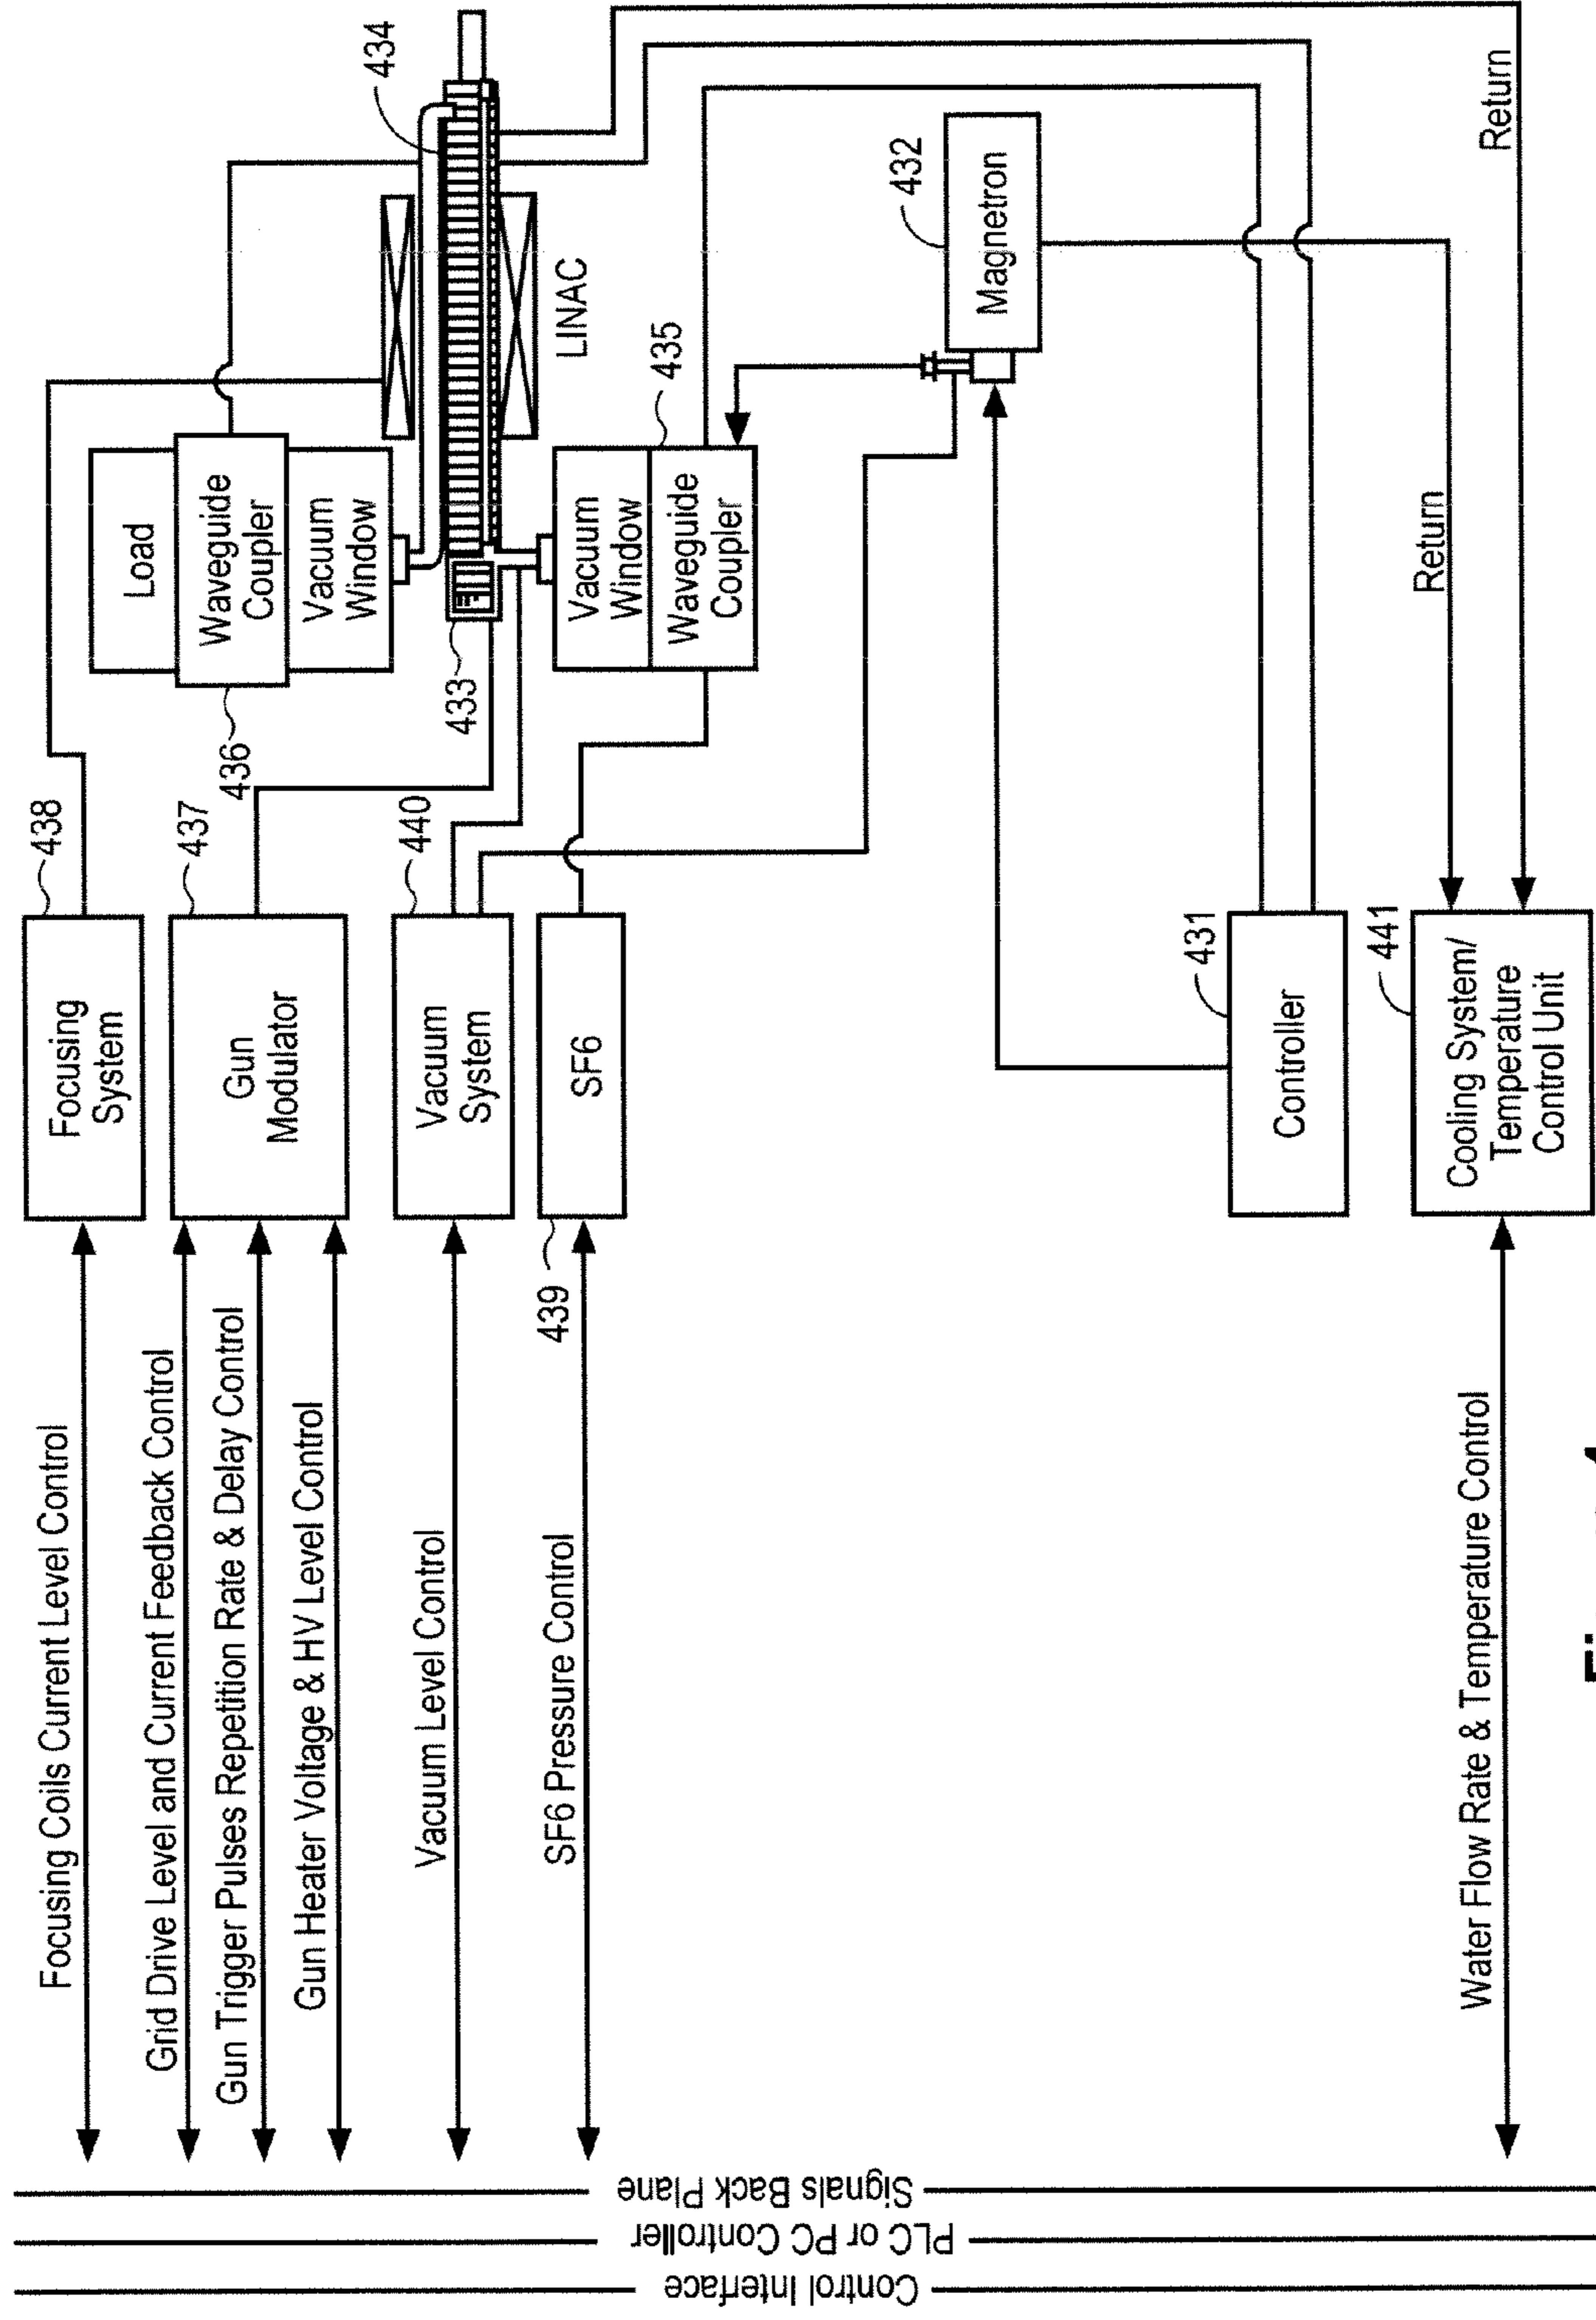 Control Interface
PLC or PC Controller
Signals Back Plane
Focusing Coils Current Level Control
Grid Drive Level and Current Feedback Control
Gun Trigger Pulses Repetition Rate & Delay Control
Gun Heater Voltage & HV Level Control
Vacuum Level Control
SF6 Pressure Control
Water Flow Rate & Temperature Control
438
Focusing
System
437
Gun
Modulator
440
Vacuum
System
439
SF6
431
Controller
441
Cooling System/
Temperature
Control Unit
436
Load
Waveguide
Coupler
Vacuum
Window
433
434
LINAC
435
Vacuum
Window
Waveguide
Coupler
432
Magnetron
Return
Return